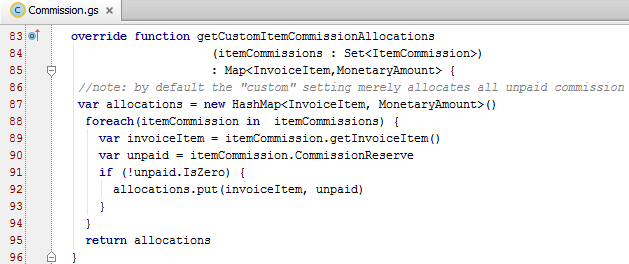 Commission.gs
83 override function getCustomItemCommissionAllocations
84 (itemCommissions : Set<ItemCommission>)
85 : Map<InvoiceItem,MonetaryAmount> {
86 //note: by default the "custom" setting merely allocates all unpaid commission
87 var allocations = new HashMap<InvoiceItem, MonetaryAmount>()
88 foreach(itemCommission in  itemCommissions) {
89 var invoiceItem = itemCommission.getInvoiceItem()
90 var unpaid = itemCommission.CommissionReserve
91 if (!unpaid.IsZero) {
92 allocations.put(invoiceItem, unpaid)
93 }
94 }
95 return allocations
96 }